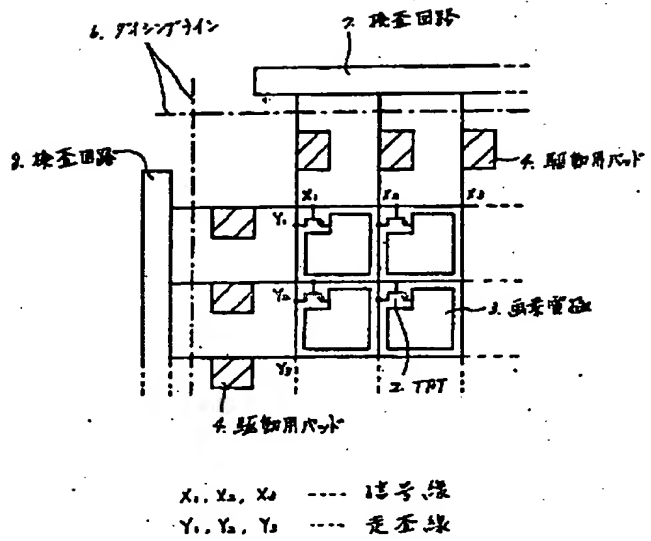 6. ダイシングライン
7. 検査回路
8. 検査回路
4. 駆動用パッド
X₁
X₂
X₃
Y₁
Y₂
3. 画素電極
Y₃
2. TFT
4. 駆動用パッド
X₁, X₂, X₃ ---- 信号線
Y₁, Y₂, Y₃ ---- 走査線